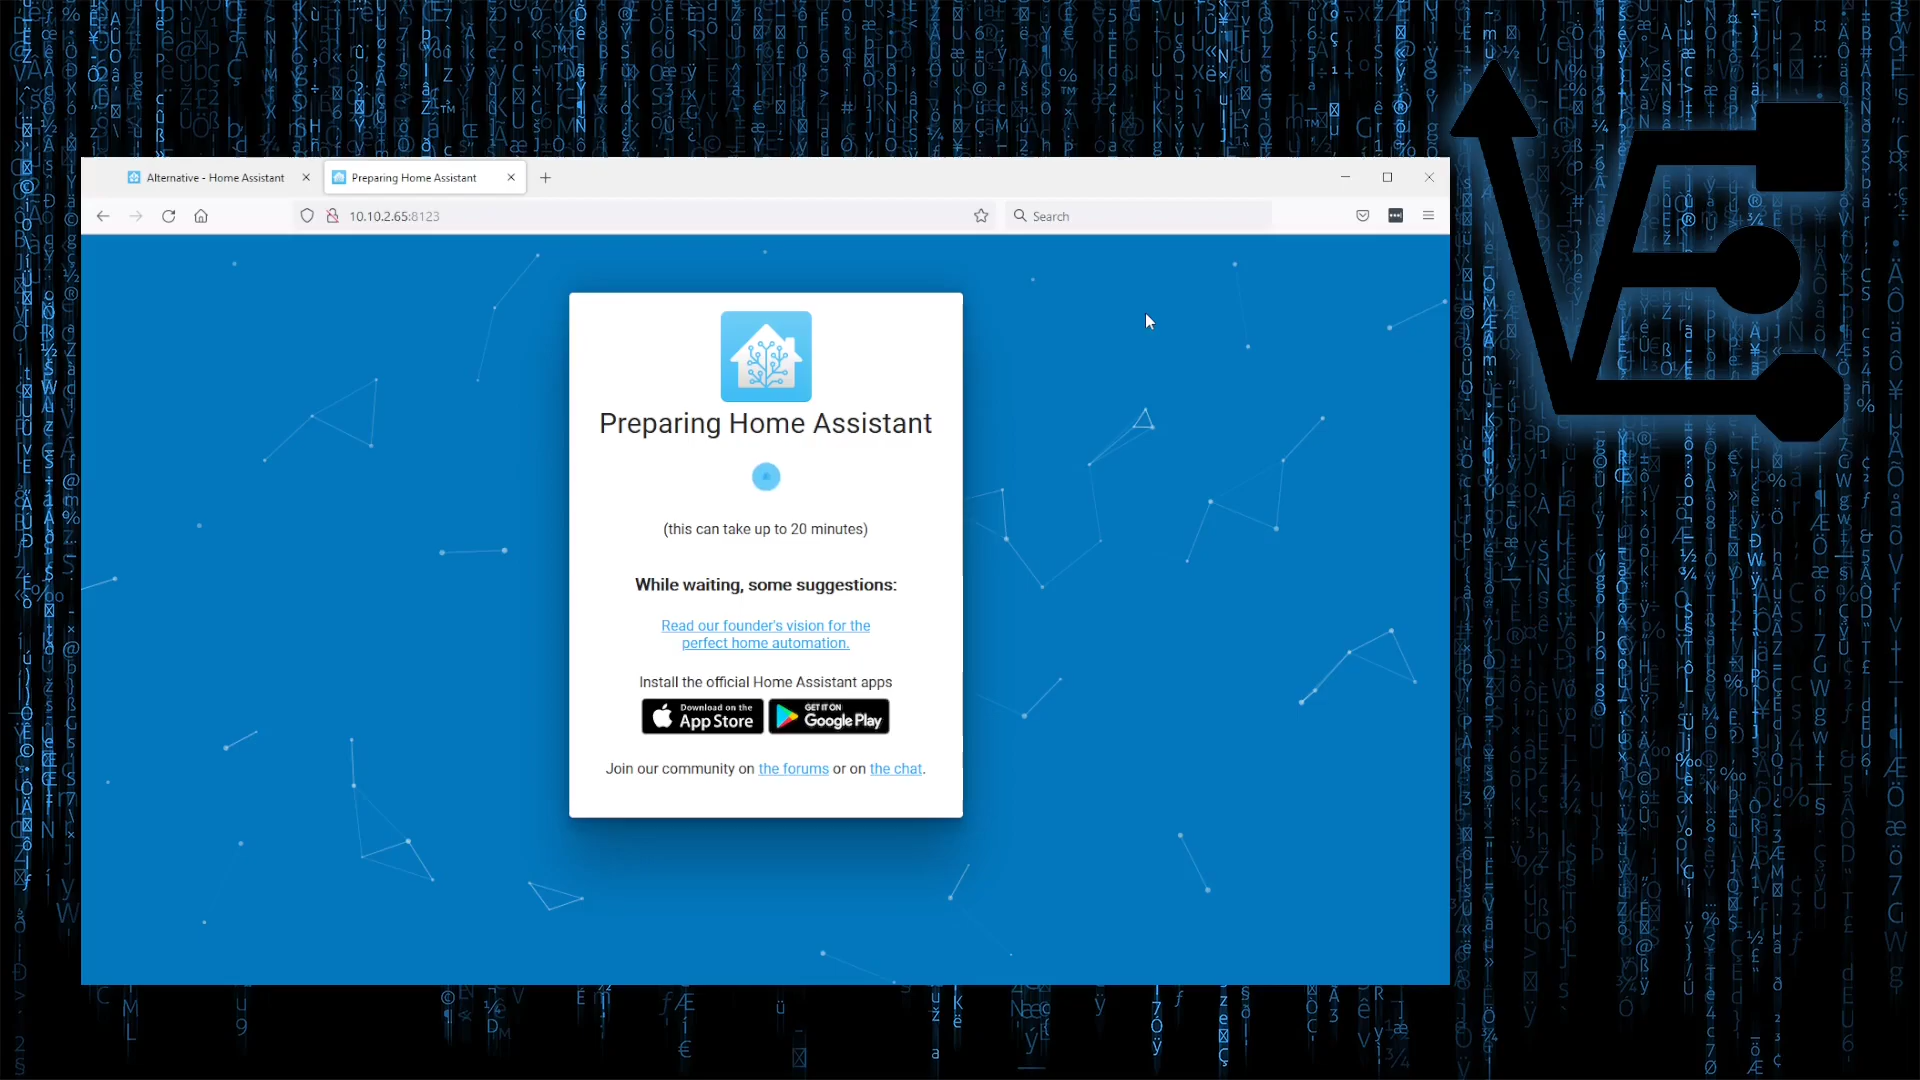 Alternative - Home Assistant
Preparing Home Assistant
10.10.2.65:8123
Search
Preparing Home Assistant
(this can take up to 20 minutes)
While waiting, some suggestions:
Read our founder's vision for the
perfect home automation.
Install the official Home Assistant apps
Download on the
App Store
GET IT ON
Google Play
Join our community on the forums or on the chat.